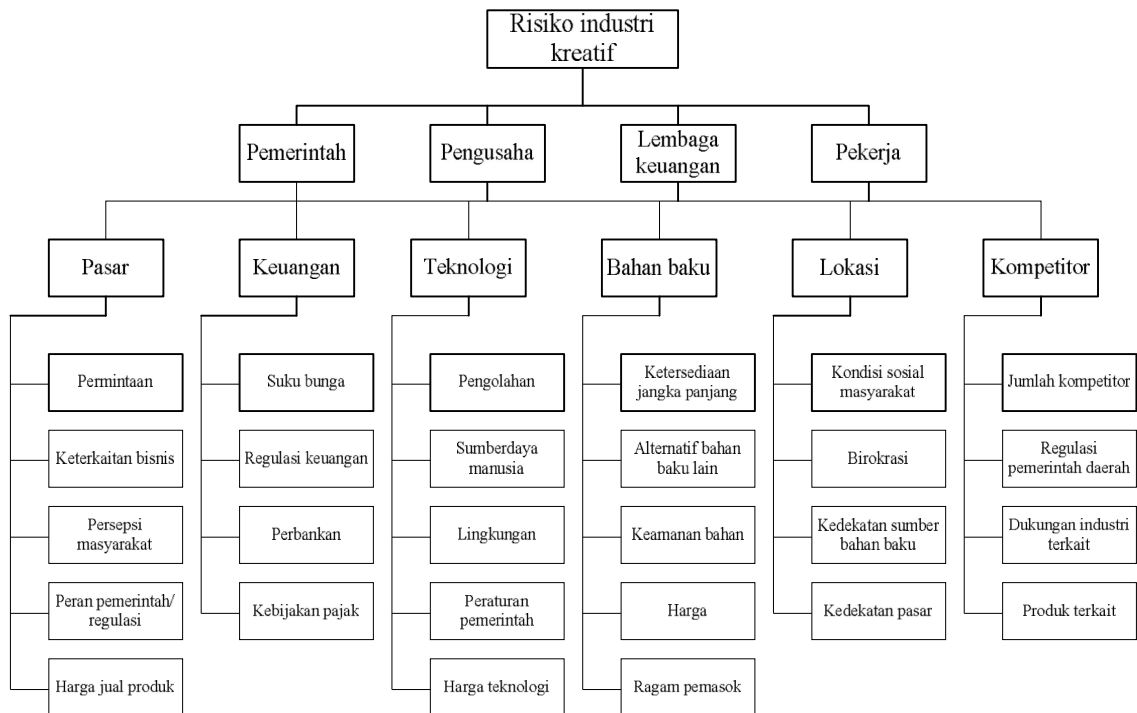 Risiko industri
kreatif
Pemerintah
Pengusaha
Lembaga
keuangan
Pekerja
Pasar
Keuangan
Teknologi
Bahan baku
Lokasi
Kompetitor
Permintaan
Keterkaitan bisnis
Persepsi
masyarakat
Peran pemerintah/
regulasi
Harga jual produk
Suku bunga
Regulasi keuangan
Perbankan
Kebijakan pajak
Pengolahan
Sumberdaya
manusia
Lingkungan
Peraturan
pemerintah
Harga teknologi
Ketersediaan
jangka panjang
Alternatif bahan
baku lain
Keamanan bahan
Harga
Ragam pemasok
Kondisi sosial
masyarakat
Birokrasi
Kedekatan sumber
bahan baku
Kedekatan pasar
Jumlah kompetitor
Regulasi
pemerintah daerah
Dukungan industri
terkait
Produk terkait